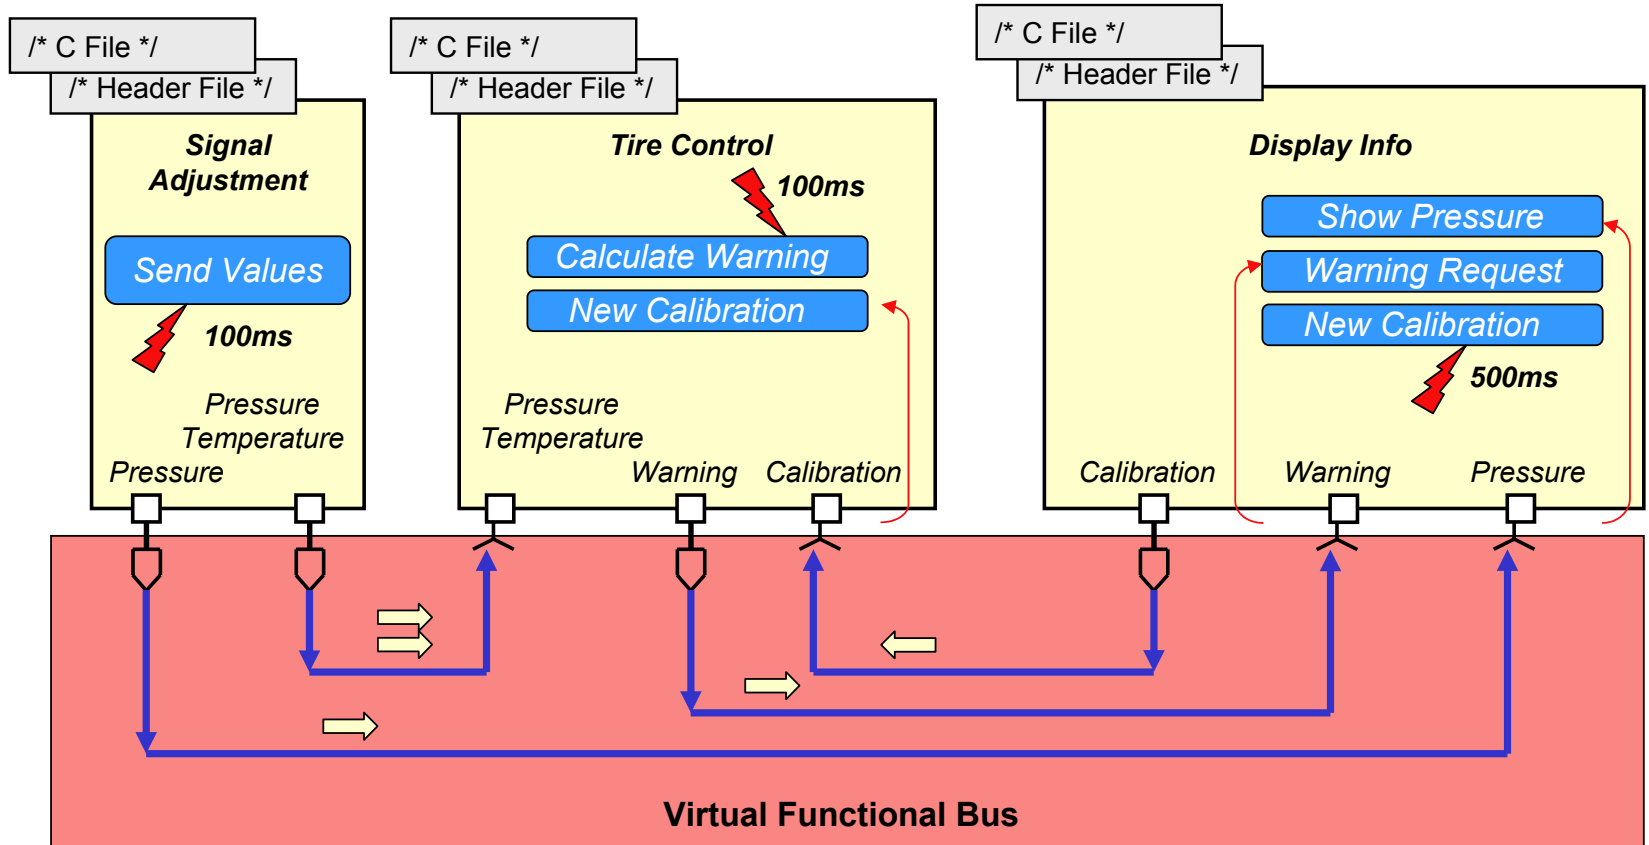 /* C File */
/* Header File */
Signal
Adjustment
Send Values
100ms
Pressure
Temperature
Pressure
/* C File */
/* Header File */
Tire Control
100ms
Calculate Warning
New Calibration
Pressure
Temperature
Warning
Calibration
/* C File */
/* Header File */
Display Info
Show Pressure
Warning Request
New Calibration
500ms
Calibration
Warning
Pressure
Virtual Functional Bus